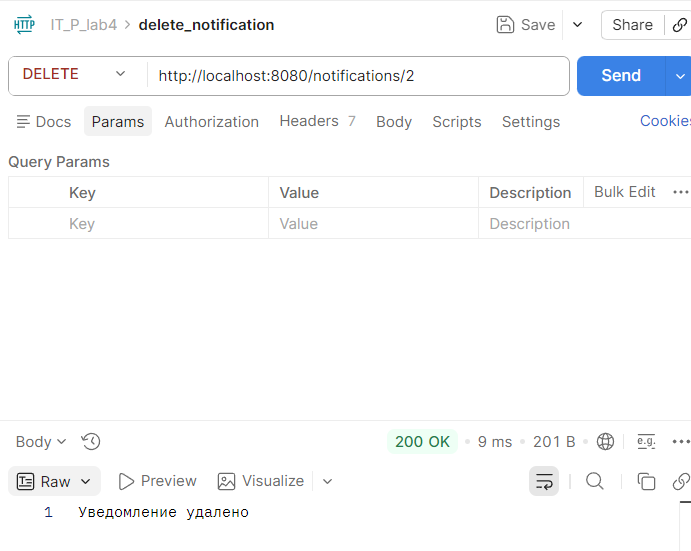 HTTP IT_P_lab4 > delete_notification Save Share
DELETE http://localhost:8080/notifications/2 Send
Docs Params Authorization Headers 7 Body Scripts Settings Cookies
Query Params
Key Value Description Bulk Edit
Key Value Description
Body 200 OK 9 ms 201 B e.g.
Raw Preview Visualize
1 Уведомление удалено